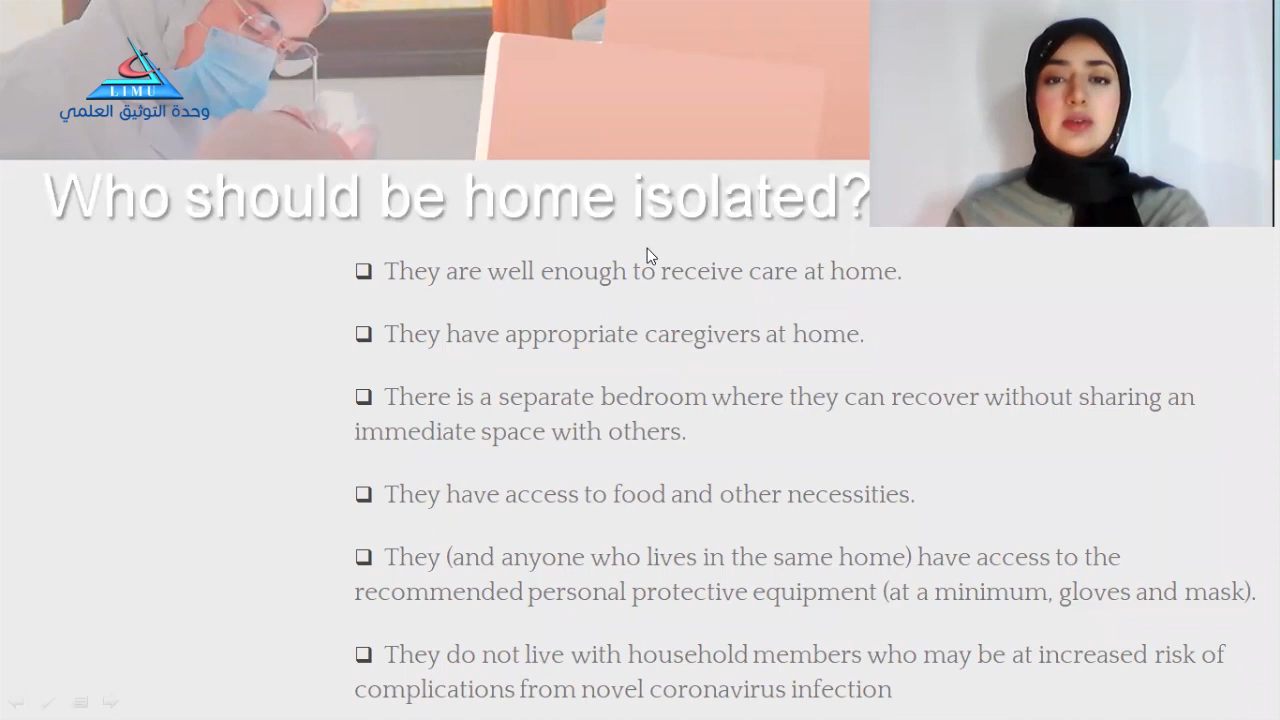 LIMU
وحدة التوثيق العلمي
Who should be home isolated?
They are well enough to receive care at home.
They have appropriate caregivers at home.
There is a separate bedroom where they can recover without sharing an
immediate space with others.
They have access to food and other necessities.
They (and anyone who lives in the same home) have access to the
recommended personal protective equipment (at a minimum, gloves and mask).
They do not live with household members who may be at increased risk of
complications from novel coronavirus infection